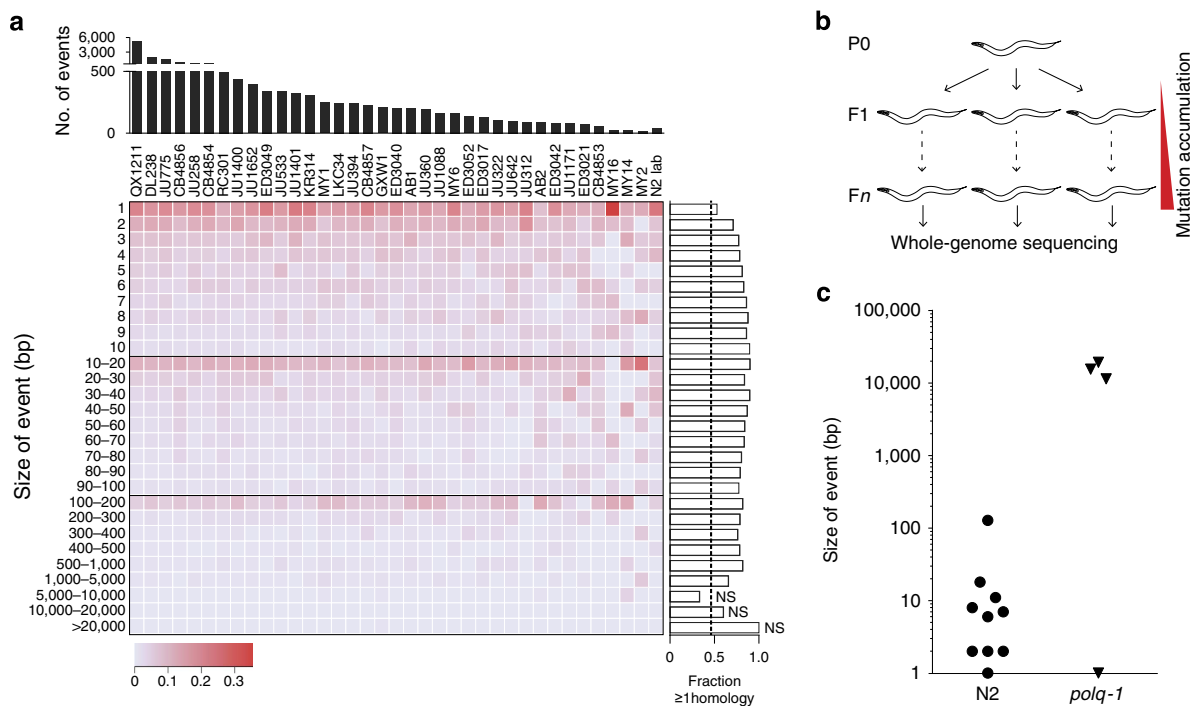 a
No. of events
6,000
3,000
500
0
QX1211 DL238 JU775 CB4856 JU258 CB4854 RC301 JU1400 JU1652 ED3049 JU533 JU1401 KR314 MY1 LKC34 JU394 CB4857 GXW1 ED3040 AB1 JU360 JU1088 MY6 ED3052 ED3017 JU322 JU642 JU312 AB2 ED3042 JU1171 ED3021 CB4853 MY16 MY14 MY2 N2 lab
Size of event (bp)
1
2
3
4
5
6
7
8
9
10
10–20
20–30
30–40
40–50
50–60
60–70
70–80
80–90
90–100
100–200
200–300
300–400
400–500
500–1,000
1,000–5,000
5,000–10,000
10,000–20,000
>20,000
NS
NS
NS
0 0.1 0.2 0.3
0 0.5 1.0
Fraction
≥1homology
b
P0
F1
Fn
Mutation accumulation
Whole-genome sequencing
c
Size of event (bp)
100,000
10,000
1,000
100
10
1
N2 polq-1